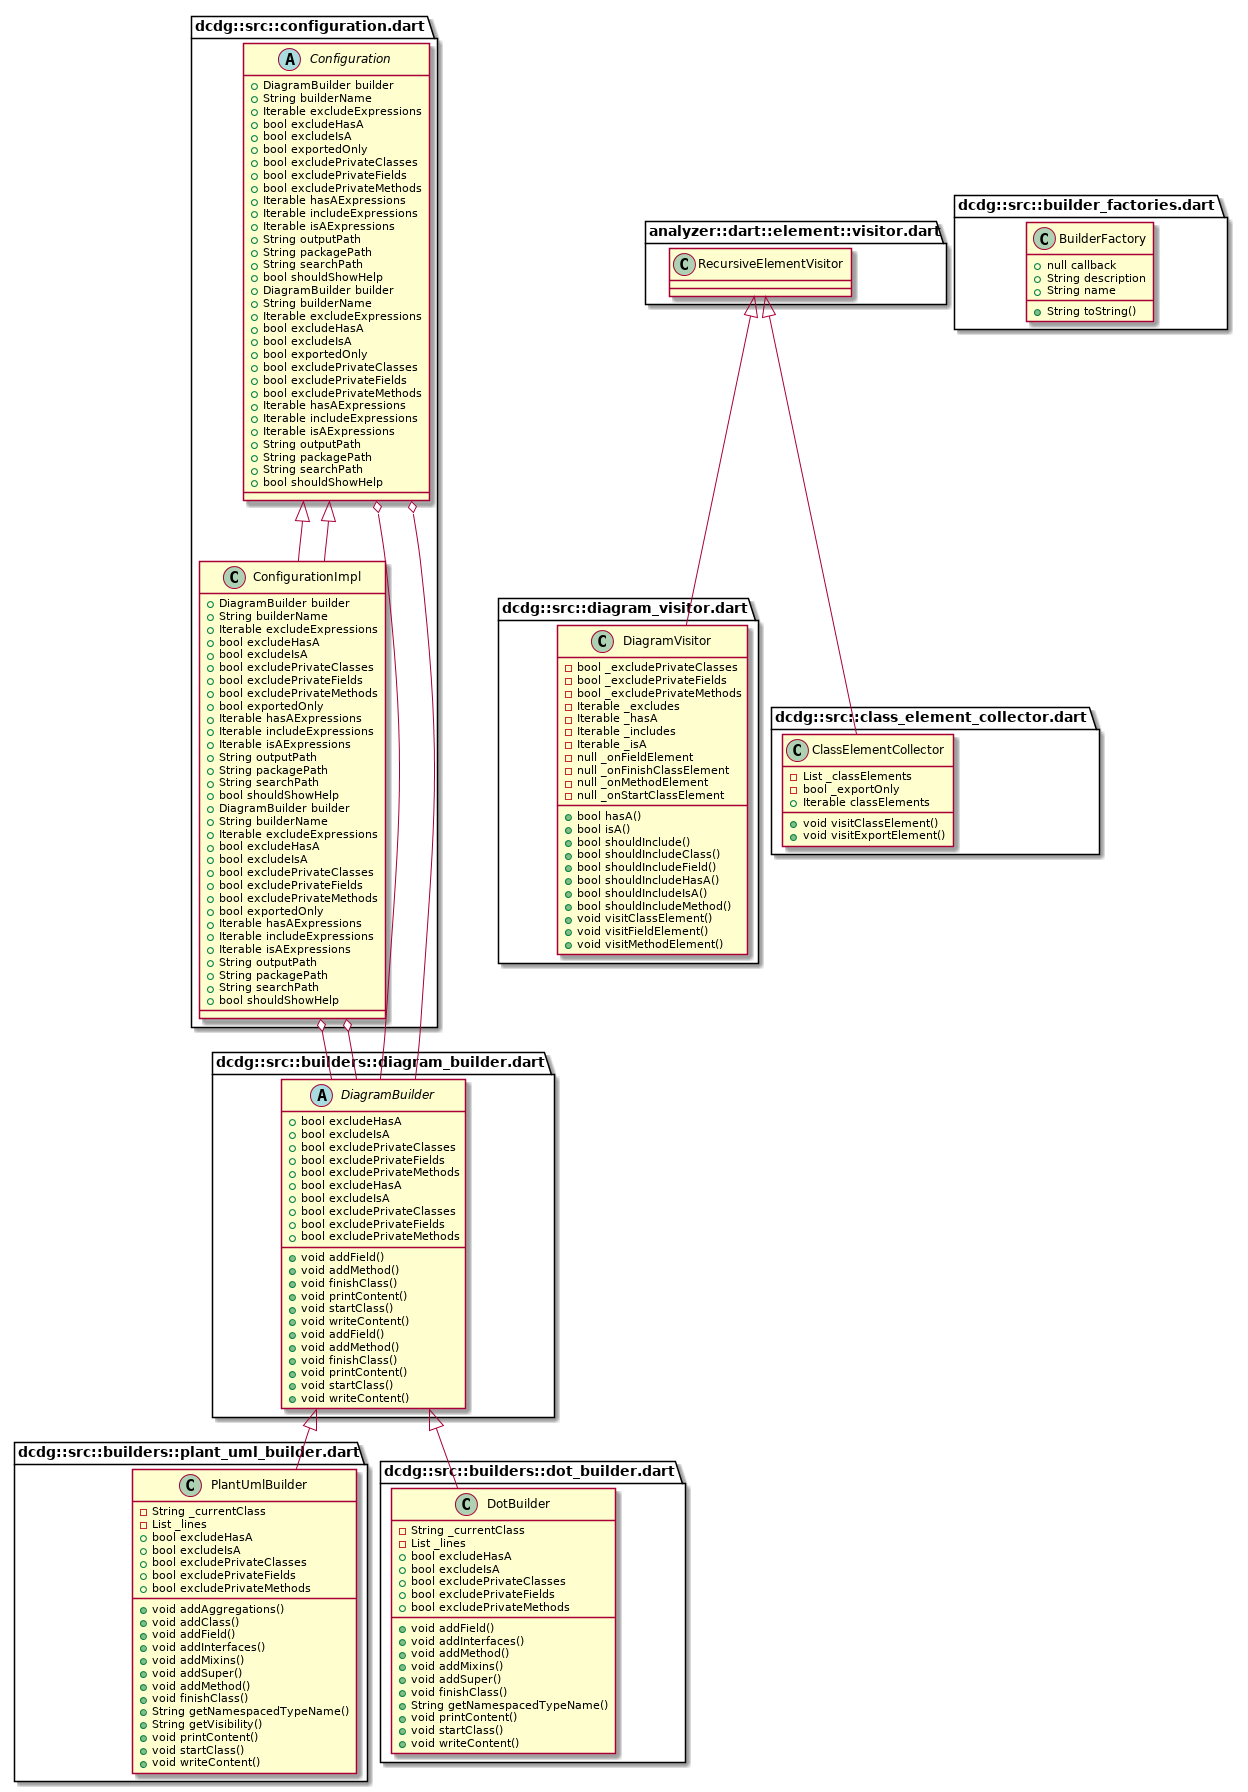 dcdg::src::configuration.dart
A Configuration
DiagramBuilder builder
String builderName
Iterable excludeExpressions
bool excludeHasA
bool excludeIsA
bool exportedOnly
bool excludePrivateClasses
bool excludePrivateFields
bool excludePrivateMethods
Iterable hasAExpressions
Iterable includeExpressions
Iterable isAExpressions
String outputPath
String packagePath
String searchPath
bool shouldShowHelp
DiagramBuilder builder
String builderName
Iterable excludeExpressions
bool excludeHasA
bool excludeIsA
bool exportedOnly
bool excludePrivateClasses
bool excludePrivateFields
bool excludePrivateMethods
Iterable hasAExpressions
Iterable includeExpressions
Iterable isAExpressions
String outputPath
String packagePath
String searchPath
bool shouldShowHelp
analyzer::dart::element::visitor.dart
C RecursiveElementVisitor
dcdg::src::builder_factories.dart
C BuilderFactory
null callback
String description
String name
String toString()
C ConfigurationImpl
DiagramBuilder builder
String builderName
Iterable excludeExpressions
bool excludeHasA
bool excludeIsA
bool excludePrivateClasses
bool excludePrivateFields
bool excludePrivateMethods
bool exportedOnly
Iterable hasAExpressions
Iterable includeExpressions
Iterable isAExpressions
String outputPath
String packagePath
String searchPath
bool shouldShowHelp
DiagramBuilder builder
String builderName
Iterable excludeExpressions
bool excludeHasA
bool excludeIsA
bool excludePrivateClasses
bool excludePrivateFields
bool excludePrivateMethods
bool exportedOnly
Iterable hasAExpressions
Iterable includeExpressions
Iterable isAExpressions
String outputPath
String packagePath
String searchPath
bool shouldShowHelp
dcdg::src::diagram_visitor.dart
C DiagramVisitor
bool _excludePrivateClasses
bool _excludePrivateFields
bool _excludePrivateMethods
Iterable _excludes
Iterable _hasA
Iterable _includes
Iterable _isA
null _onFieldElement
null _onFinishClassElement
null _onMethodElement
null _onStartClassElement
bool hasA()
bool isA()
bool shouldInclude()
bool shouldIncludeClass()
bool shouldIncludeField()
bool shouldIncludeHasA()
bool shouldIncludeIsA()
bool shouldIncludeMethod()
void visitClassElement()
void visitFieldElement()
void visitMethodElement()
dcdg::src::class_element_collector.dart
C ClassElementCollector
List _classElements
bool _exportOnly
Iterable classElements
void visitClassElement()
void visitExportElement()
dcdg::src::builders::diagram_builder.dart
A DiagramBuilder
bool excludeHasA
bool excludeIsA
bool excludePrivateClasses
bool excludePrivateFields
bool excludePrivateMethods
bool excludeHasA
bool excludeIsA
bool excludePrivateClasses
bool excludePrivateFields
bool excludePrivateMethods
void addField()
void addMethod()
void finishClass()
void printContent()
void startClass()
void writeContent()
void addField()
void addMethod()
void finishClass()
void printContent()
void startClass()
void writeContent()
dcdg::src::builders::plant_uml_builder.dart
C PlantUmlBuilder
String _currentClass
List _lines
bool excludeHasA
bool excludeIsA
bool excludePrivateClasses
bool excludePrivateFields
bool excludePrivateMethods
void addAggregations()
void addClass()
void addField()
void addInterfaces()
void addMixins()
void addSuper()
void addMethod()
void finishClass()
String getNamespacedTypeName()
String getVisibility()
void printContent()
void startClass()
void writeContent()
dcdg::src::builders::dot_builder.dart
C DotBuilder
String _currentClass
List _lines
bool excludeHasA
bool excludeIsA
bool excludePrivateClasses
bool excludePrivateFields
bool excludePrivateMethods
void addField()
void addInterfaces()
void addMethod()
void addMixins()
void addSuper()
void finishClass()
String getNamespacedTypeName()
void printContent()
void startClass()
void writeContent()